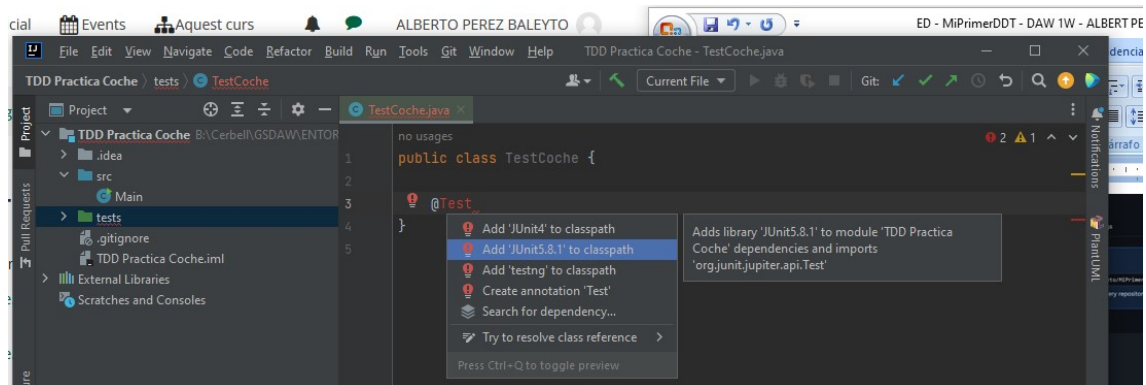 cial Events Aquest curs ALBERTO PEREZ BALEYTO
ED - MiPrimerDDT - DAW 1W - ALBERT PE
File Edit View Navigate Code Refactor Build Run Tools Git Window Help TDD Practica Coche - TestCoche.java
dencia
TDD Practica Coche tests TestCoche Current File Git:
Project TestCoche.java
Project
Pull Requests
TDD Practica Coche B:\Cerbell\GSDAW\ENTOR
.idea
src
Main
tests
.gitignore
TDD Practica Coche.iml
External Libraries
Scratches and Consoles
no usages
2 1
1 public class TestCoche {
2
3 @Test
4 }
5
Add 'JUnit4' to classpath
Add 'JUnit5.8.1' to classpath
Add 'testng' to classpath
Create annotation 'Test'
Search for dependency...
Try to resolve class reference
Press Ctrl+Q to toggle preview
Adds library 'JUnit5.8.1' to module 'TDD Practica
Coche' dependencies and imports
'org.junit.jupiter.api.Test'
Notifications
PlantUML
árrafo
ure